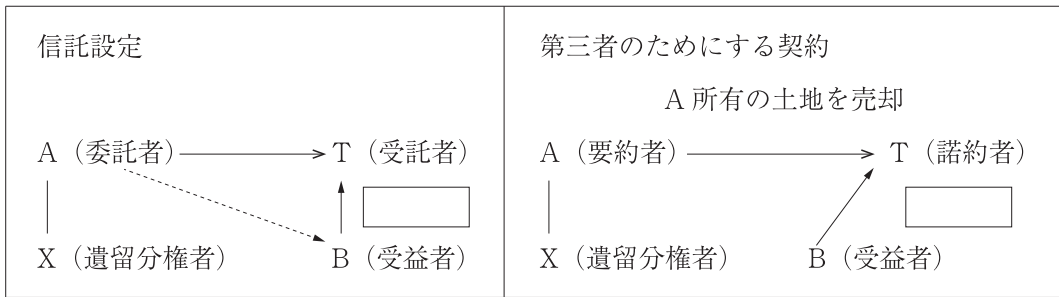 信託設定
A（委託者）
T（受託者）
X（遺留分権者）
B（受益者）
第三者のためにする契約
A 所有の土地を売却
A（要約者）
T（諾約者）
X（遺留分権者）
B（受益者）